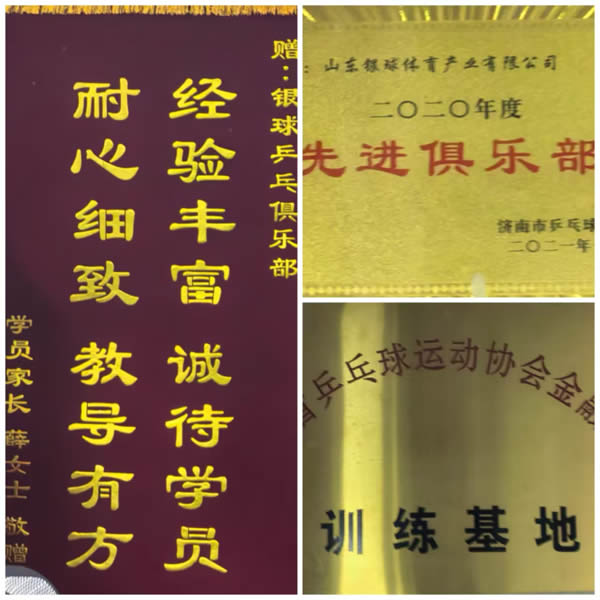 赠：银球乒乓俱乐部
经验丰富 诚待学员
耐心细致 教导有方
学员家长 薛女士 敬赠
：山东银球体育产业有限公司
二〇二〇年度
先进俱乐部
济南市乒乓球
二〇二一年
乒乓球运动协会金融
训练基地